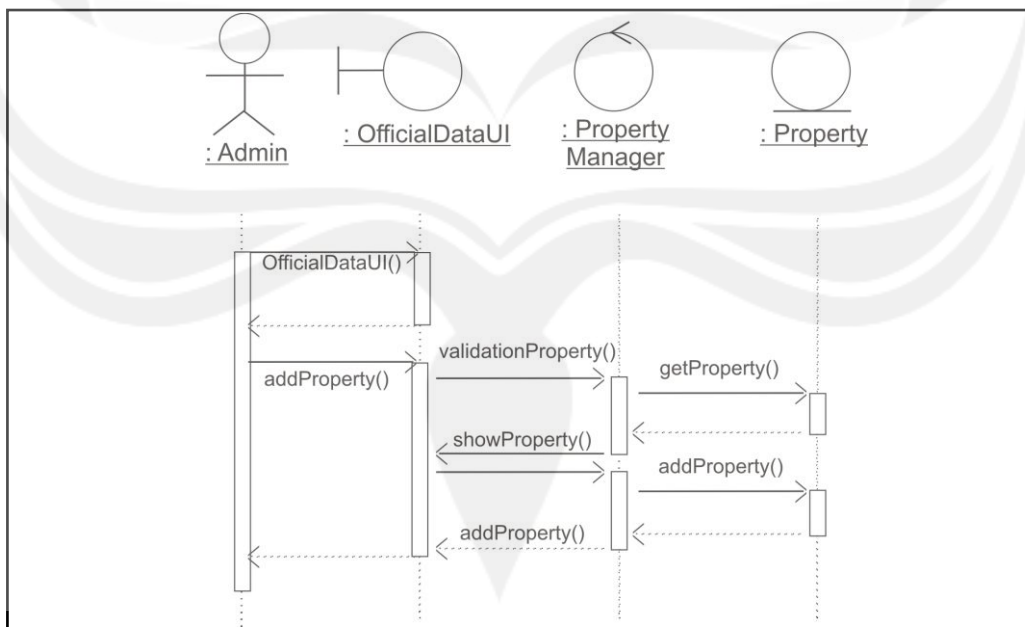 : Admin
: OfficialDataUI
: Property
Manager
: Property
OfficialDataUI()
addProperty()
validationProperty()
getProperty()
showProperty()
addProperty()
addProperty()